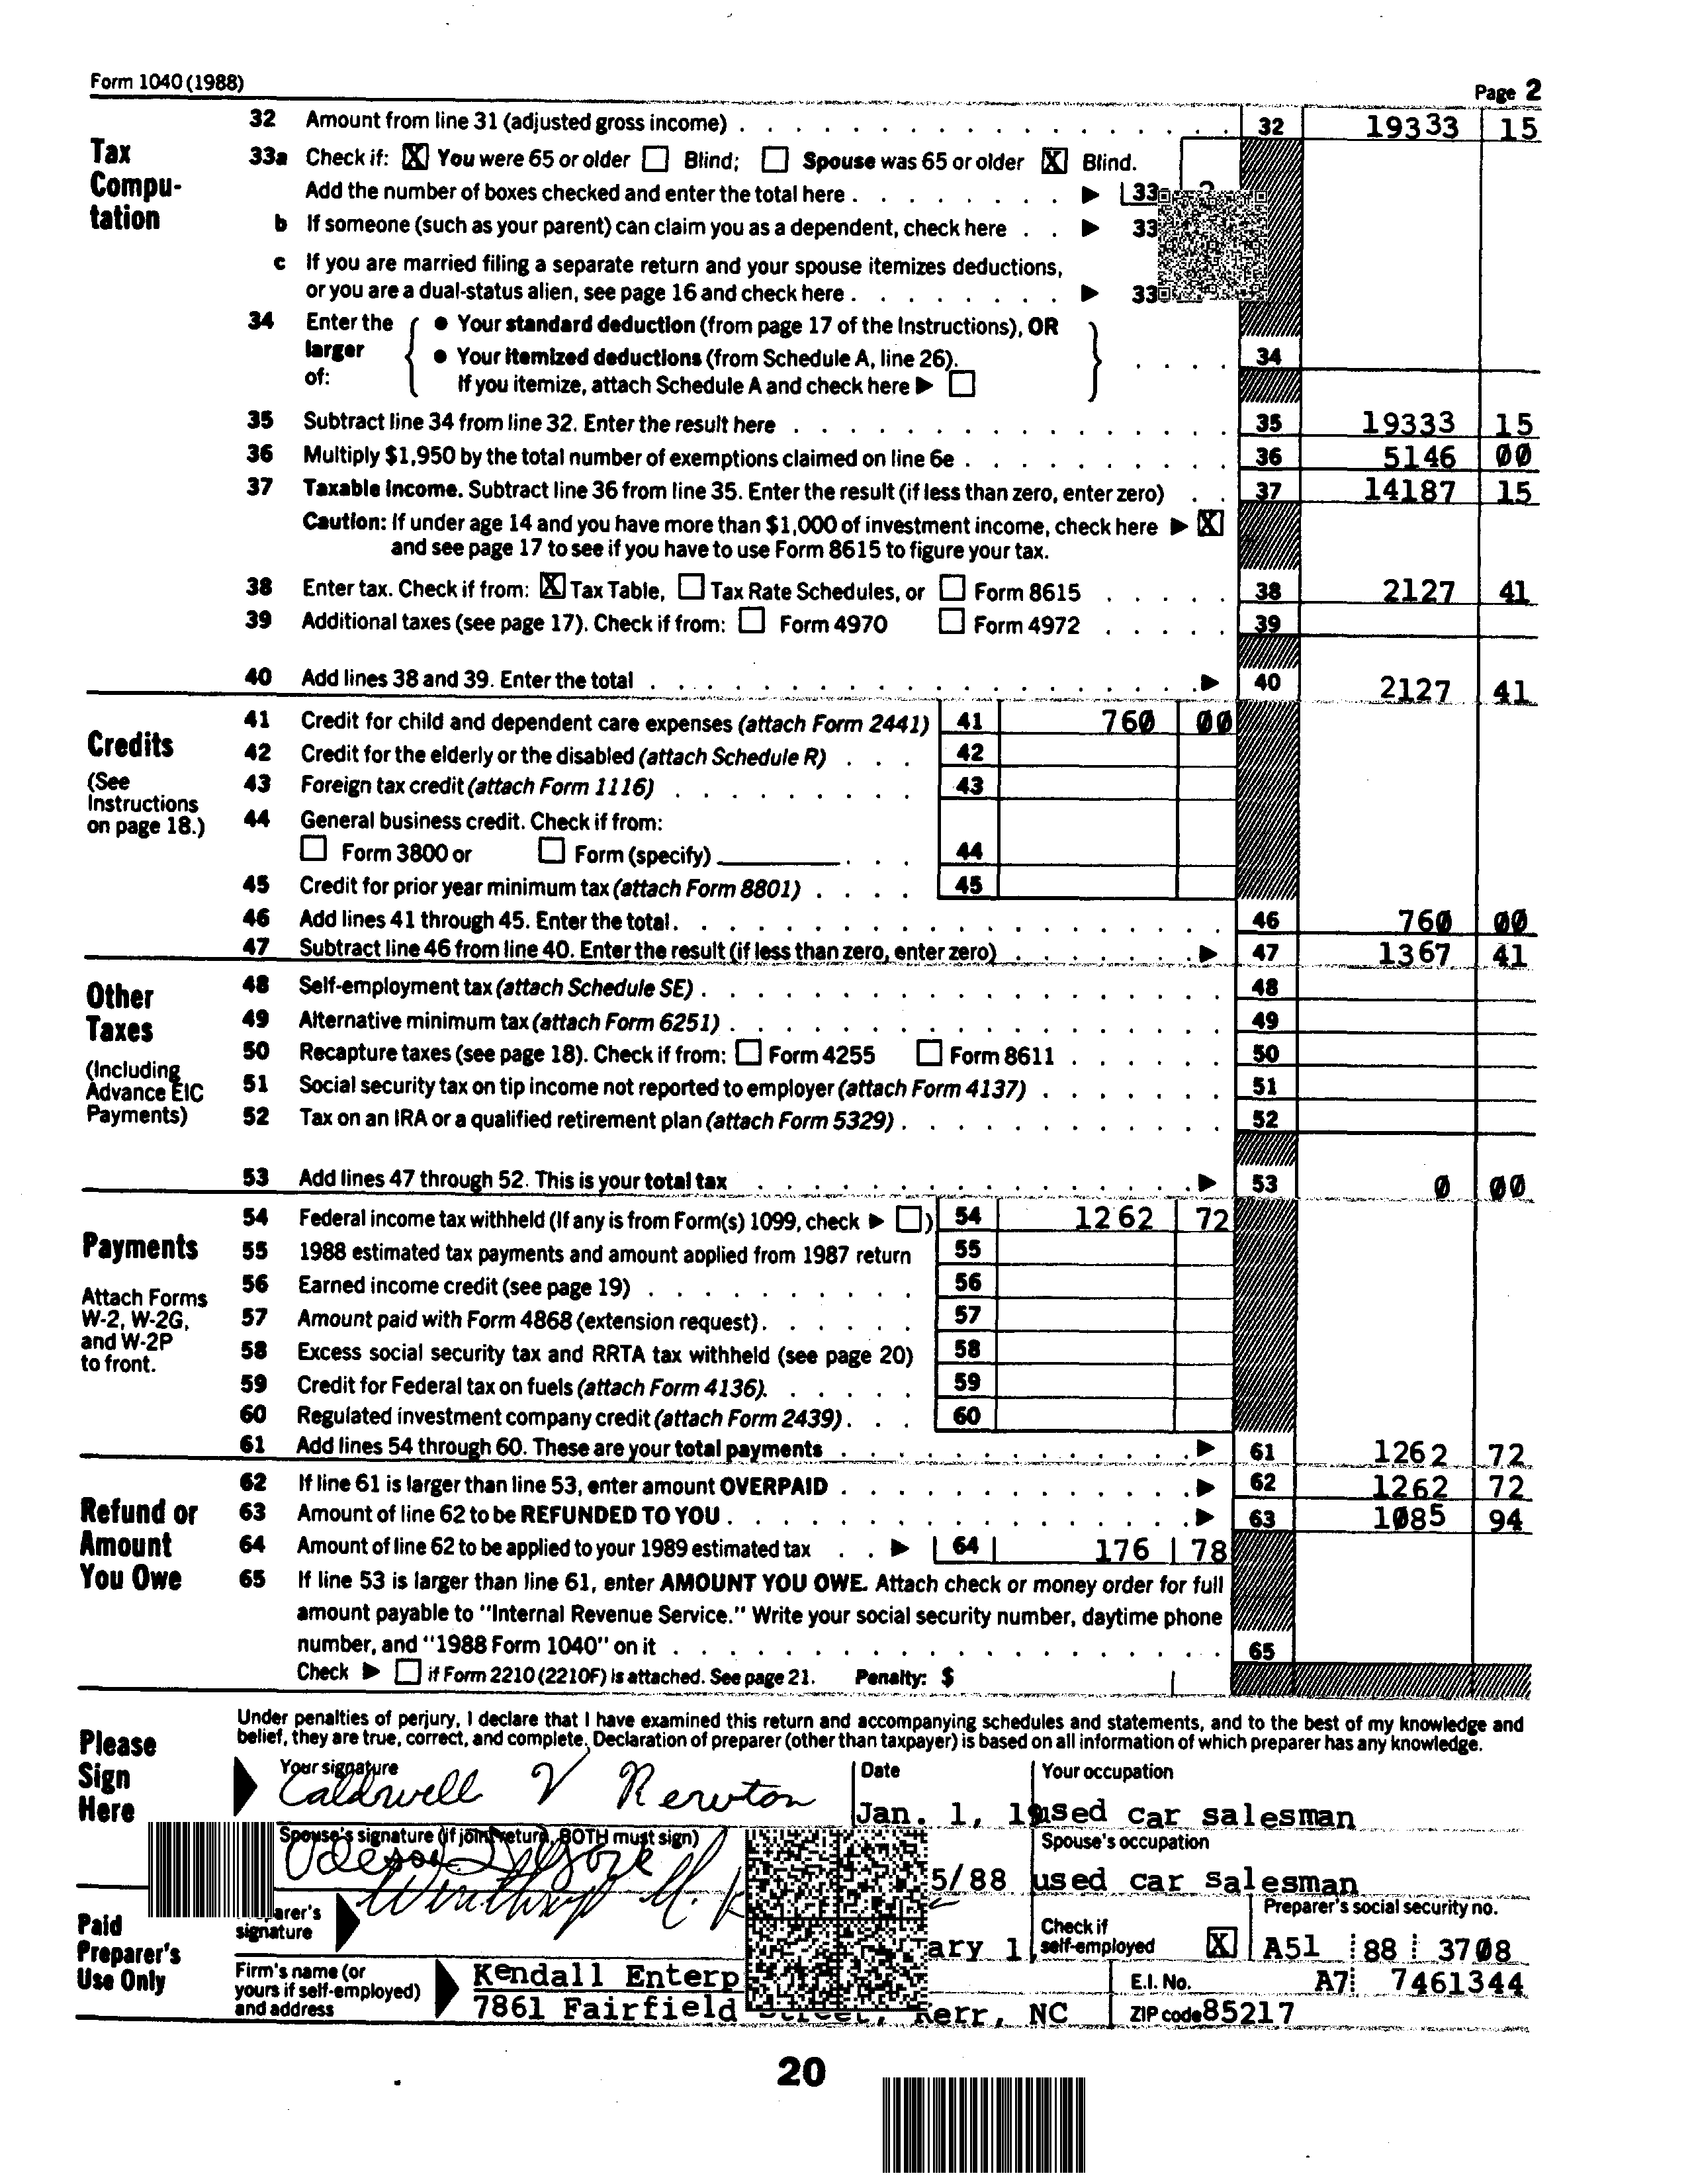 Form 1040 (1988) Page 2
Tax Compu- tation
32 Amount from line 31 (adjusted gross income) 32 19333 15
33a Check if: X You were 65 or older Blind; Spouse was 65 or older X Blind.
Add the number of boxes checked and enter the total here 33
b If someone (such as your parent) can claim you as a dependent, check here 33
c If you are married filing a separate return and your spouse itemizes deductions,
or you are a dual-status alien, see page 16 and check here 33
34 Enter the larger of:
• Your standard deduction (from page 17 of the Instructions), OR
• Your itemized deductions (from Schedule A, line 26).
If you itemize, attach Schedule A and check here
34
35 Subtract line 34 from line 32. Enter the result here 35 19333 15
36 Multiply $1,950 by the total number of exemptions claimed on line 6e 36 5146 00
37 Taxable income. Subtract line 36 from line 35. Enter the result (if less than zero, enter zero) 37 14187 15
Caution: If under age 14 and you have more than $1,000 of investment income, check here X
and see page 17 to see if you have to use Form 8615 to figure your tax.
38 Enter tax. Check if from: X Tax Table, Tax Rate Schedules, or Form 8615 38 2127 41
39 Additional taxes (see page 17). Check if from: Form 4970 Form 4972 39
40 Add lines 38 and 39. Enter the total 40 2127 41
Credits
(See Instructions on page 18.)
41 Credit for child and dependent care expenses (attach Form 2441) 41 760 00
42 Credit for the elderly or the disabled (attach Schedule R) 42
43 Foreign tax credit (attach Form 1116) 43
44 General business credit. Check if from:
Form 3800 or Form (specify) 44
45 Credit for prior year minimum tax (attach Form 8801) 45
46 Add lines 41 through 45. Enter the total 46 760 00
47 Subtract line 46 from line 40. Enter the result (if less than zero, enter zero) 47 1367 41
Other Taxes
(Including Advance EIC Payments)
48 Self-employment tax (attach Schedule SE) 48
49 Alternative minimum tax (attach Form 6251) 49
50 Recapture taxes (see page 18). Check if from: Form 4255 Form 8611 50
51 Social security tax on tip income not reported to employer (attach Form 4137) 51
52 Tax on an IRA or a qualified retirement plan (attach Form 5329) 52
53 Add lines 47 through 52. This is your total tax 53 0 00
Payments
Attach Forms W-2, W-2G, and W-2P to front.
54 Federal income tax withheld (If any is from Form(s) 1099, check ) 54 1262 72
55 1988 estimated tax payments and amount applied from 1987 return 55
56 Earned income credit (see page 19) 56
57 Amount paid with Form 4868 (extension request) 57
58 Excess social security tax and RRTA tax withheld (see page 20) 58
59 Credit for Federal tax on fuels (attach Form 4136) 59
60 Regulated investment company credit (attach Form 2439) 60
61 Add lines 54 through 60. These are your total payments 61 1262 72
Refund or Amount You Owe
62 If line 61 is larger than line 53, enter amount OVERPAID 62 1262 72
63 Amount of line 62 to be REFUNDED TO YOU 63 1085 94
64 Amount of line 62 to be applied to your 1989 estimated tax 64 176 78
65 If line 53 is larger than line 61, enter AMOUNT YOU OWE. Attach check or money order for full
amount payable to "Internal Revenue Service." Write your social security number, daytime phone
number, and "1988 Form 1040" on it 65
Check if Form 2210 (2210F) is attached. See page 21. Penalty: $
Please Sign Here
Under penalties of perjury, I declare that I have examined this return and accompanying schedules and statements, and to the best of my knowledge and
belief, they are true, correct, and complete. Declaration of preparer (other than taxpayer) is based on all information of which preparer has any knowledge.
Your signature Date Your occupation
Caldwell V Newton Jan. 1, used car salesman
Spouse's signature (if joint return, BOTH must sign) Spouse's occupation
5/88 used car salesman
Paid Preparer's Use Only
arer's signature
Winthrop
ary 1,
Check if self-employed X
Preparer's social security no.
A51 88 3708
Firm's name (or yours if self-employed) and address
Kendall Enterp
E.I. No. A7 7461344
7861 Fairfield Street, Kerr, NC
ZIP code 85217
20